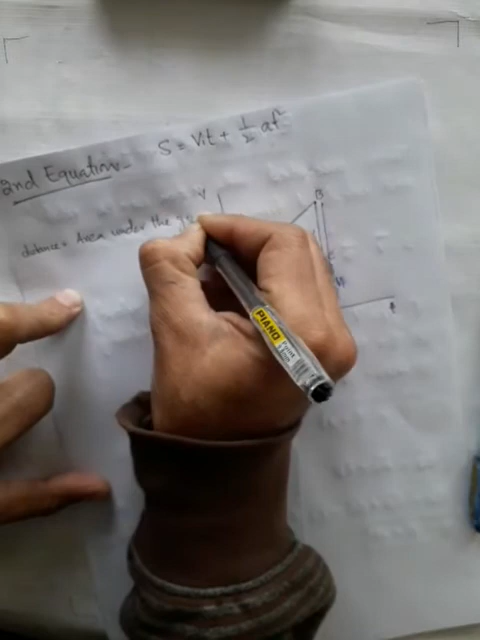 S = Vit + 1/2 at²
2nd Equation-
distance = Area under the
V
B
C
PIANO